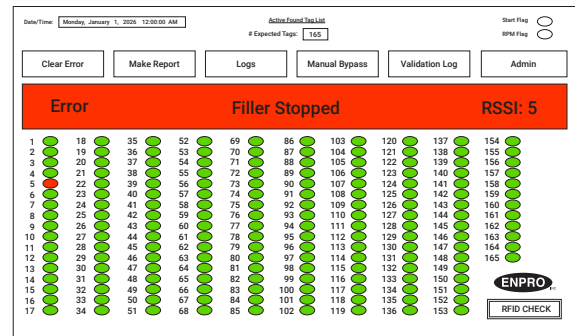 Date/Time: Monday, January 1, 2026 12:00:00 AM
Active Found Tag List
# Expected Tags: 165
Start Flag
RPM Flag
Clear Error Make Report Logs Manual Bypass Validation Log Admin
Error Filler Stopped RSSI: 5
1 18 35 52 69 86 103 120 137 154
2 19 36 53 70 87 104 121 138 155
3 20 37 54 71 88 105 122 139 156
4 21 38 55 72 89 106 123 140 157
5 22 39 56 73 90 107 124 141 158
6 23 40 57 74 91 108 125 142 159
7 24 41 58 75 92 109 126 143 160
8 25 42 59 76 93 110 127 144 161
9 26 43 60 77 94 111 128 145 162
10 27 44 61 78 95 112 129 146 163
11 28 45 62 79 96 113 130 147 164
12 29 46 63 80 97 114 131 148 165
13 30 47 64 81 98 115 132 149
14 31 48 65 82 99 116 133 150
15 32 49 66 83 100 117 134 151
16 33 50 67 84 101 118 135 152
17 34 51 68 85 102 119 136 153
ENPRO
RFID CHECK